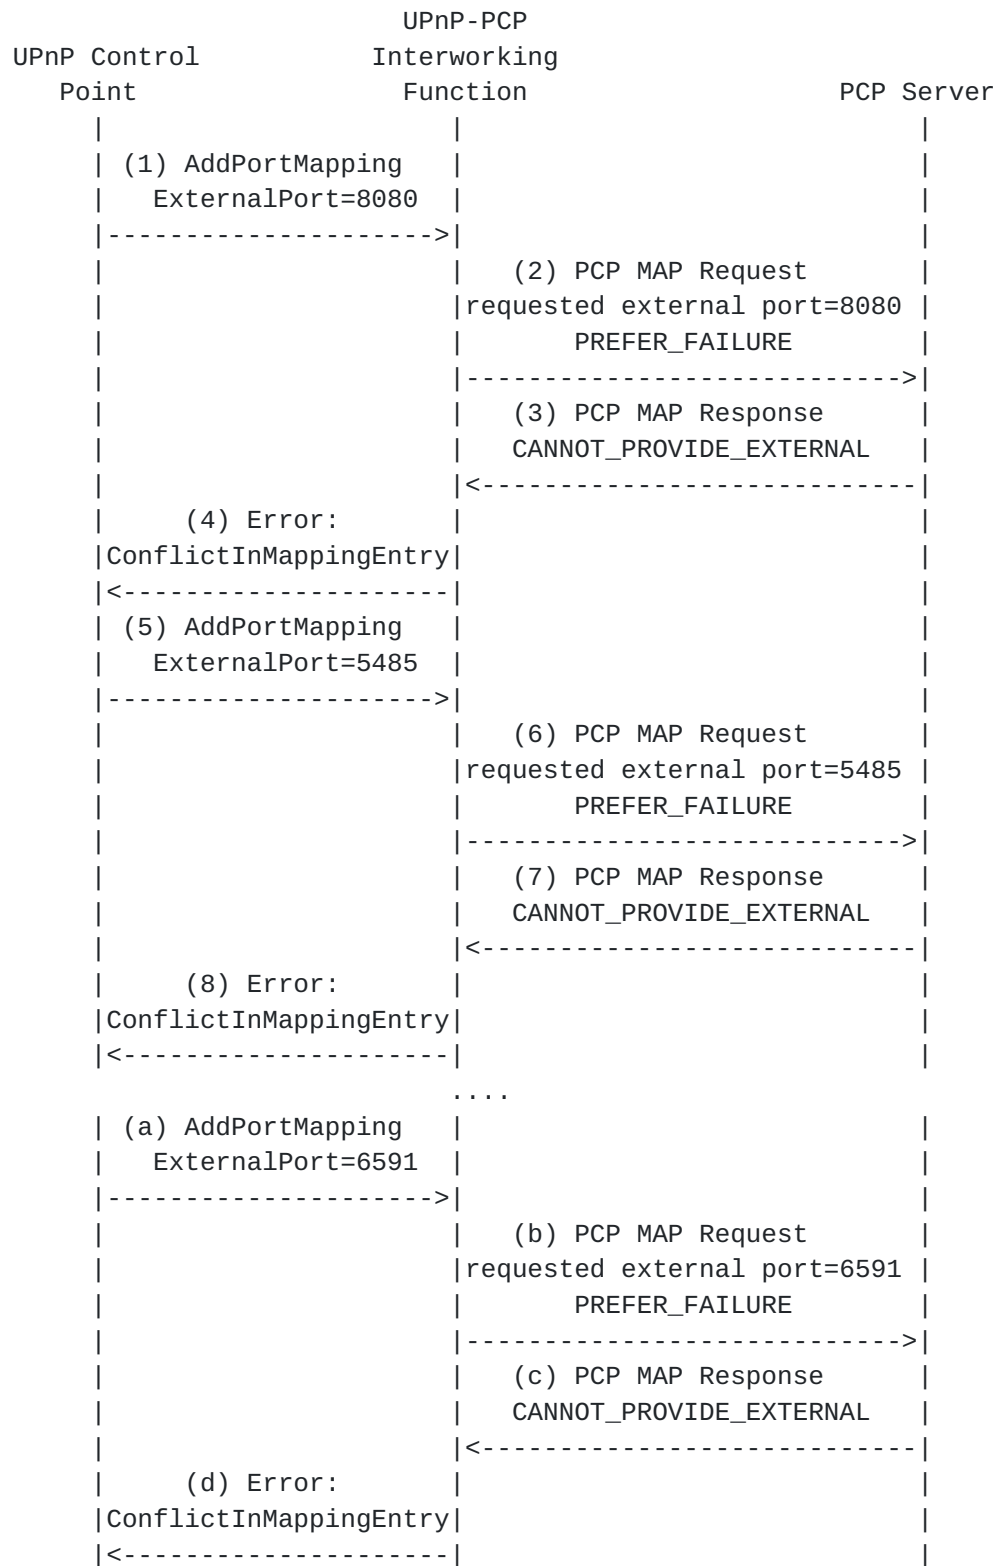 UPnP-PCP
UPnP Control           Interworking
   Point                 Function                    PCP Server
     |                      |                             |
     | (1) AddPortMapping   |                             |
     |   ExternalPort=8080  |                             |
     |--------------------->|                             |
     |                      |   (2) PCP MAP Request       |
     |                      |requested external port=8080 |
     |                      |       PREFER_FAILURE        |
     |                      |---------------------------->|
     |                      |   (3) PCP MAP Response      |
     |                      |   CANNOT_PROVIDE_EXTERNAL   |
     |                      |<----------------------------|
     |     (4) Error:       |                             |
     |ConflictInMappingEntry|                             |
     |<---------------------|                             |
     | (5) AddPortMapping   |                             |
     |   ExternalPort=5485  |                             |
     |--------------------->|                             |
     |                      |   (6) PCP MAP Request       |
     |                      |requested external port=5485 |
     |                      |       PREFER_FAILURE        |
     |                      |---------------------------->|
     |                      |   (7) PCP MAP Response      |
     |                      |   CANNOT_PROVIDE_EXTERNAL   |
     |                      |<----------------------------|
     |     (8) Error:       |                             |
     |ConflictInMappingEntry|                             |
     |<---------------------|                             |
                            ....
     | (a) AddPortMapping   |                             |
     |   ExternalPort=6591  |                             |
     |--------------------->|                             |
     |                      |   (b) PCP MAP Request       |
     |                      |requested external port=6591 |
     |                      |       PREFER_FAILURE        |
     |                      |---------------------------->|
     |                      |   (c) PCP MAP Response      |
     |                      |   CANNOT_PROVIDE_EXTERNAL   |
     |                      |<----------------------------|
     |     (d) Error:       |                             |
     |ConflictInMappingEntry|                             |
     |<---------------------|                             |